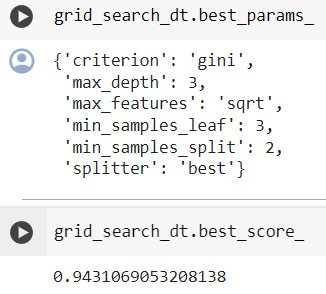 grid_search_dt.best_params_
{'criterion': 'gini',
 'max_depth': 3,
 'max_features': 'sqrt',
 'min_samples_leaf': 3,
 'min_samples_split': 2,
 'splitter': 'best'}
grid_search_dt.best_score_
0.9431069053208138